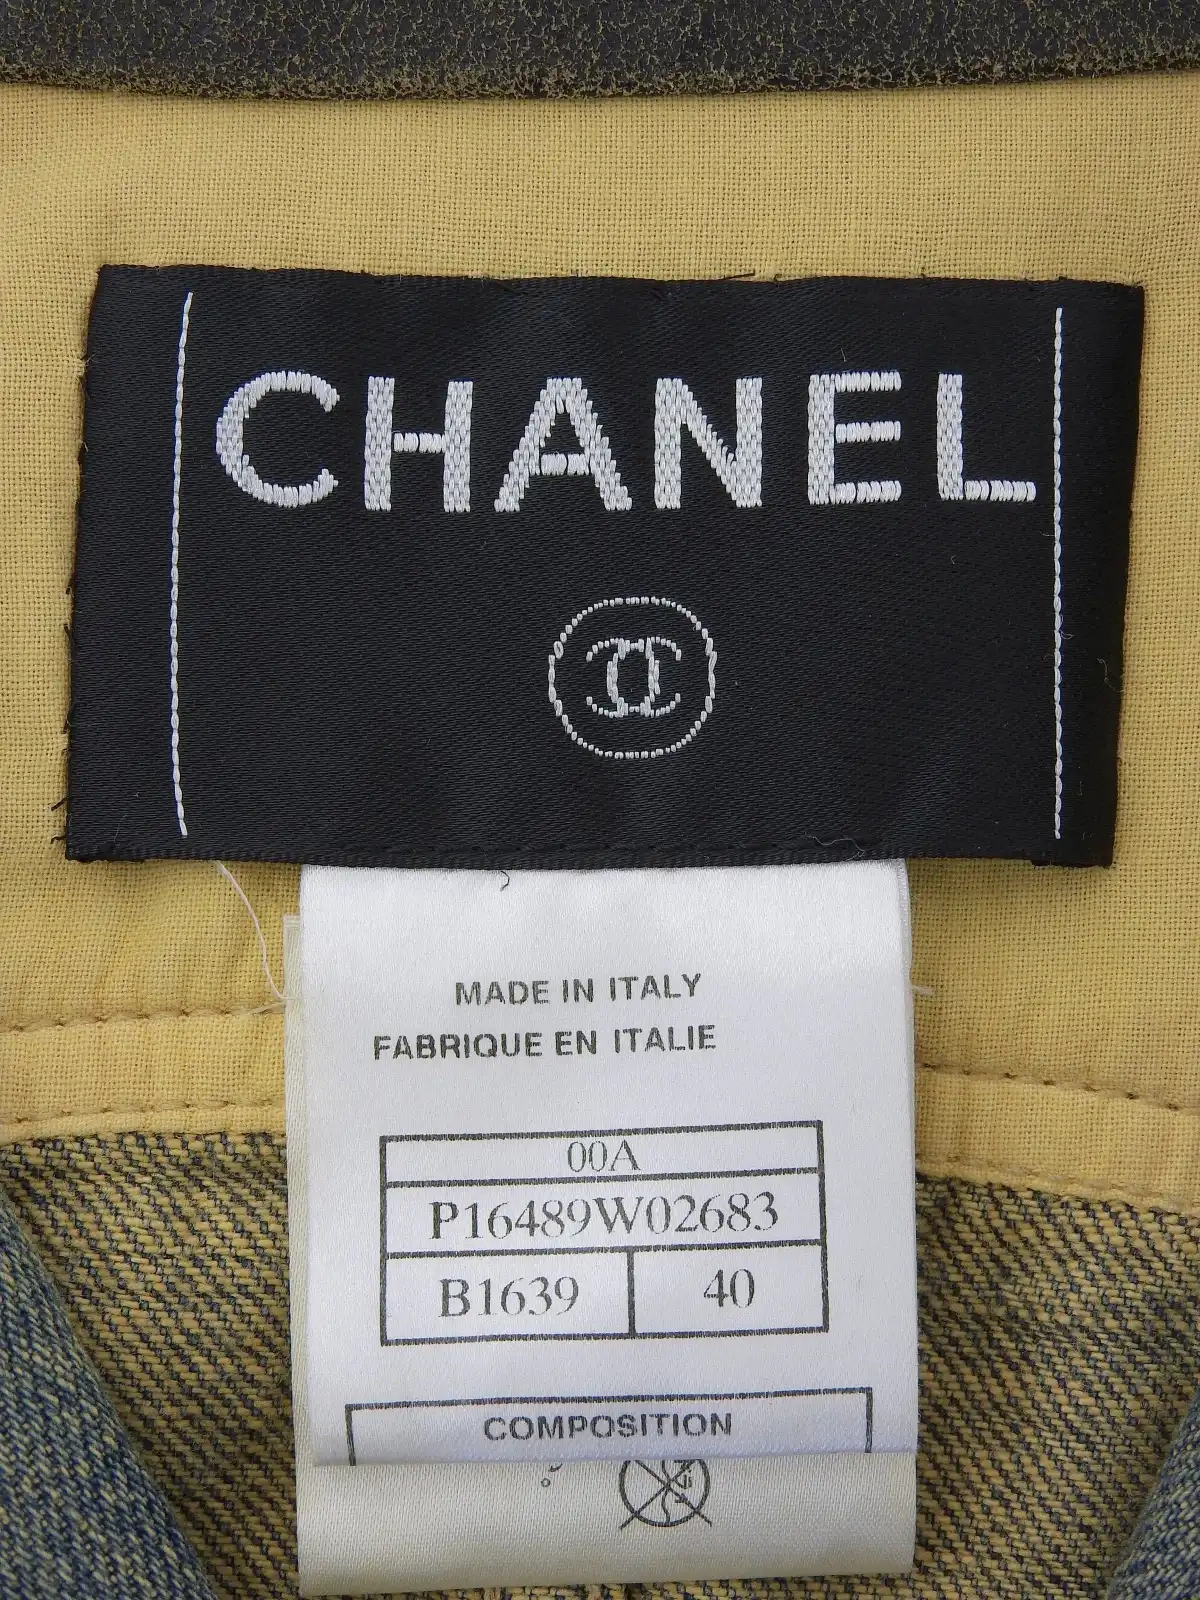 CHANEL
MADE IN ITALY
FABRIQUE EN ITALIE
00A
P16489W02683
B1639 40
COMPOSITION